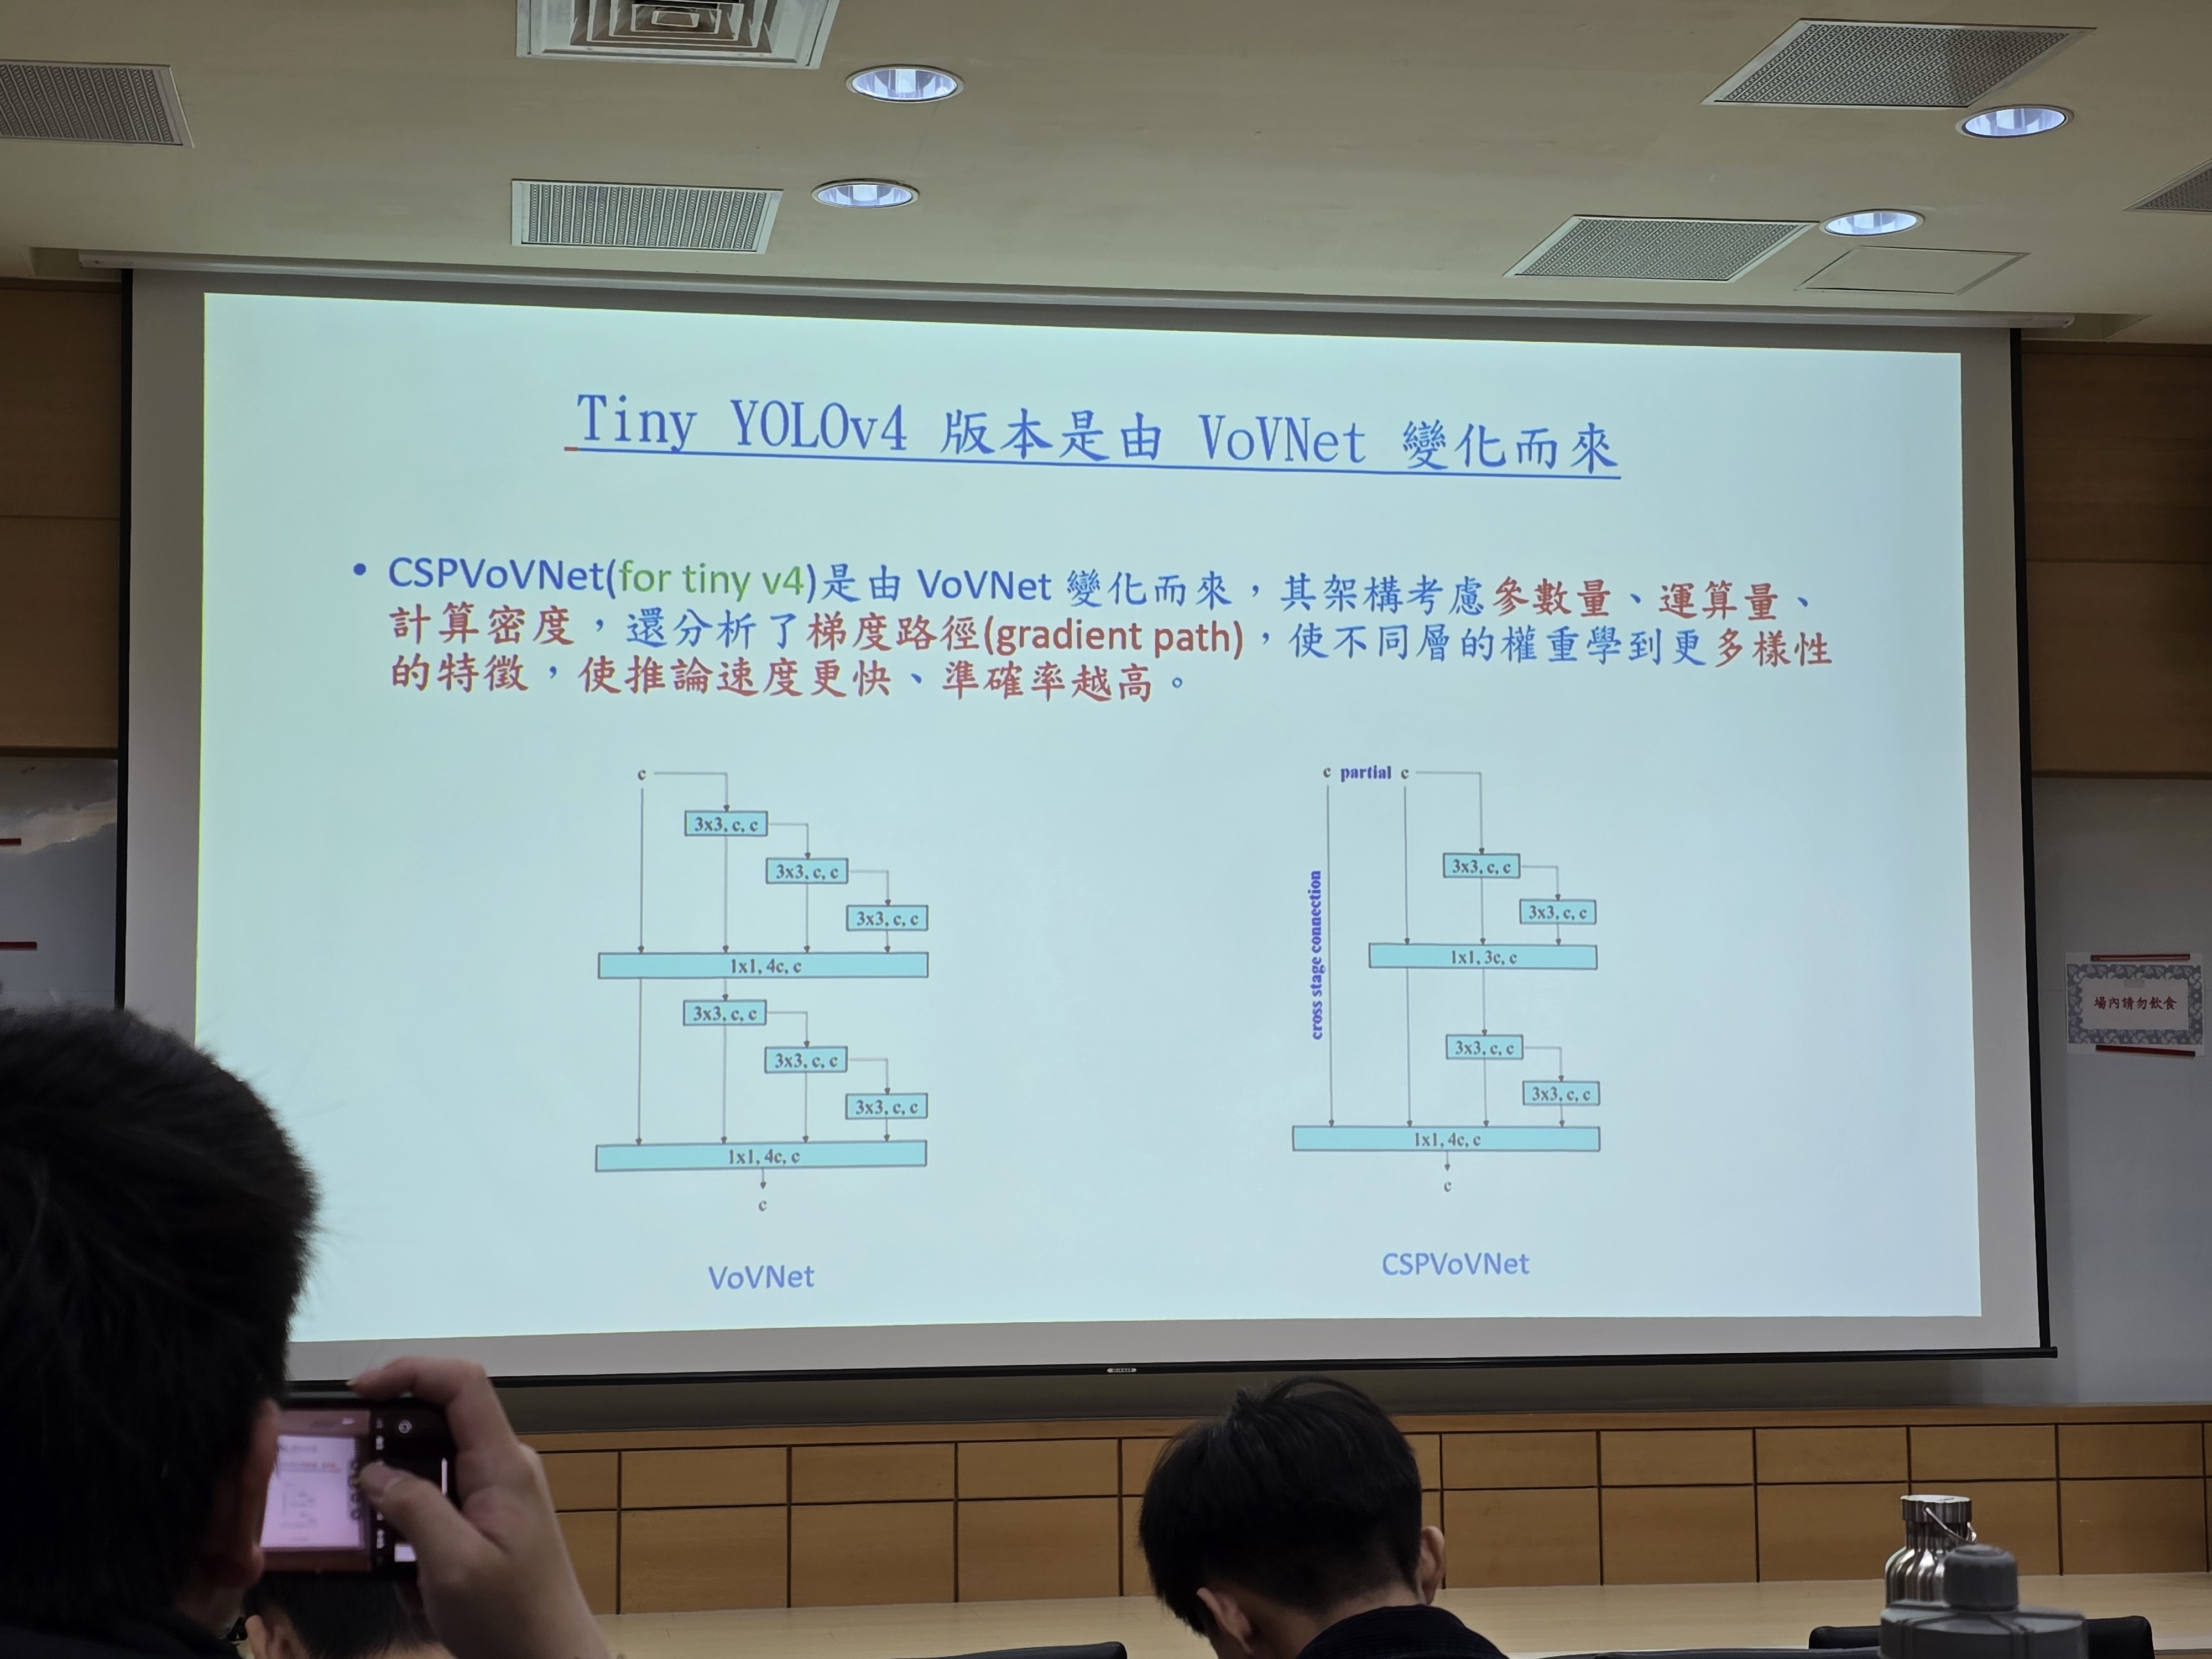 Tiny YOLOv4 版本是由 VoVNet 變化而來
• CSPVoVNet(for tiny v4)是由 VoVNet 變化而來，其架構考慮參數量、運算量、
計算密度，還分析了梯度路徑(gradient path)，使不同層的權重學到更多樣性
的特徵，使推論速度更快、準確率越高。
c
3x3, c, c
3x3, c, c
3x3, c, c
1x1, 4c, c
3x3, c, c
3x3, c, c
3x3, c, c
1x1, 4c, c
c
VoVNet
c partial c
cross stage connection
3x3, c, c
3x3, c, c
1x1, 3c, c
3x3, c, c
3x3, c, c
1x1, 4c, c
c
CSPVoVNet
場內請勿飲食